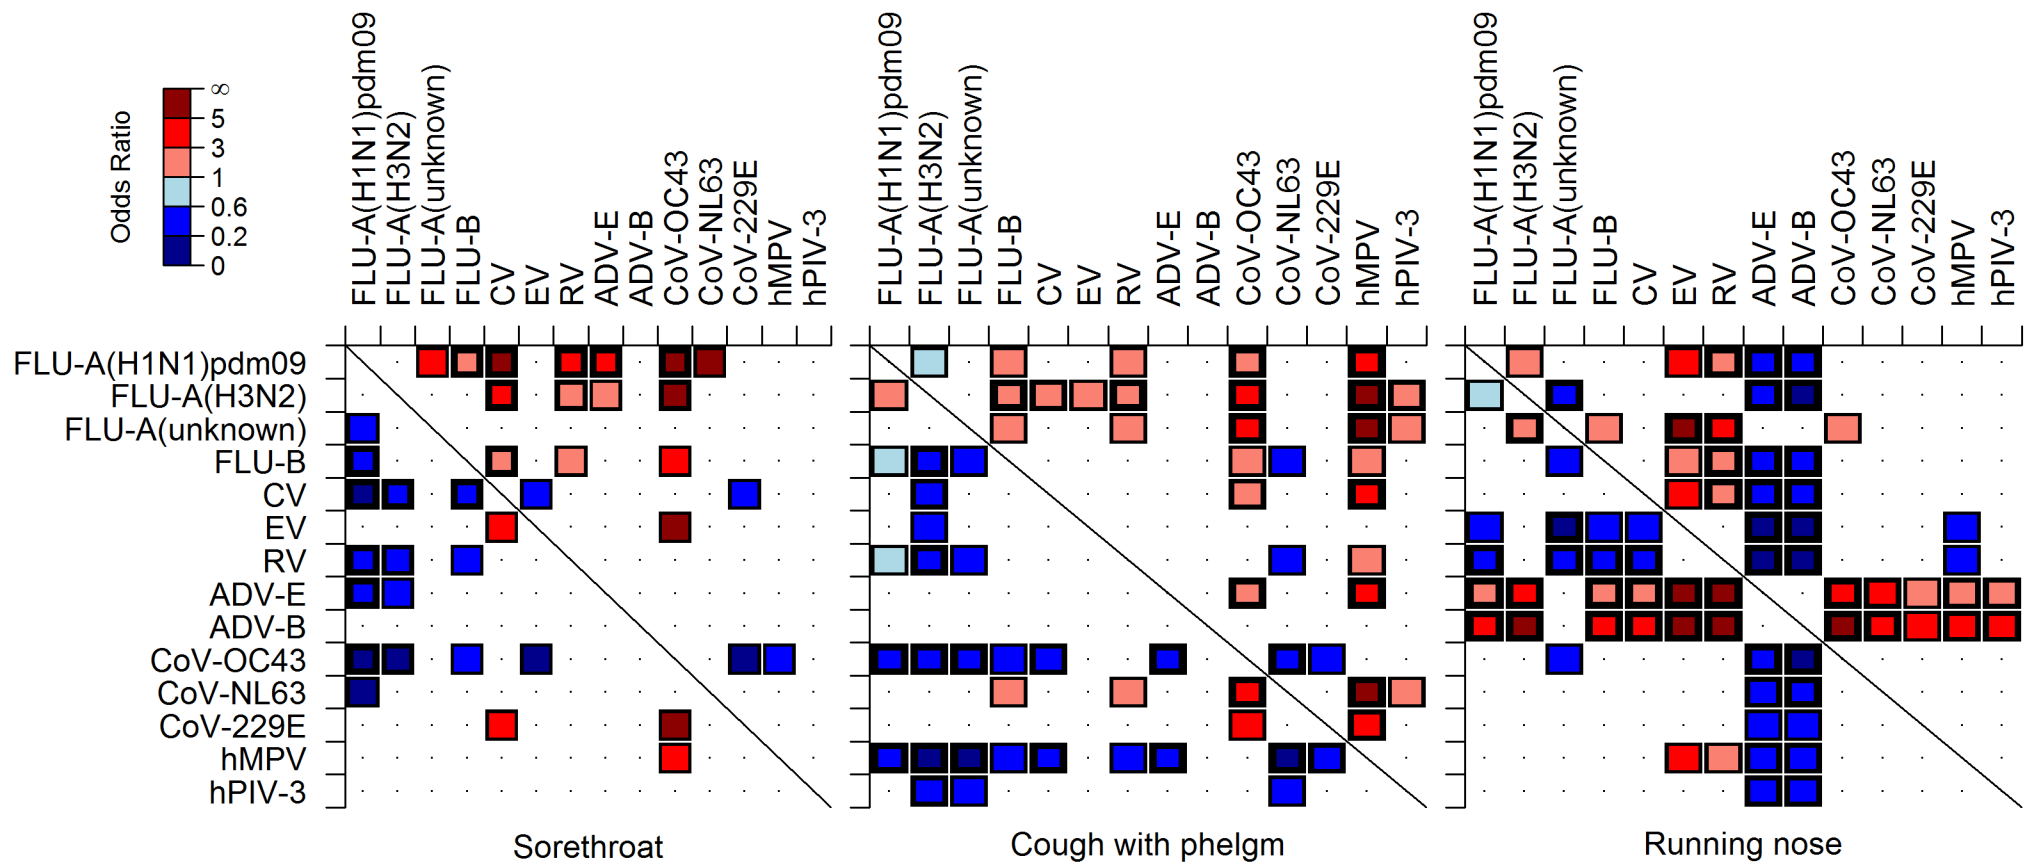 Odds Ratio
∞
5
3
1
0.6
0.2
0
FLU-A(H1N1)pdm09
FLU-A(H3N2)
FLU-A(unknown)
FLU-B
CV
EV
RV
ADV-E
ADV-B
CoV-OC43
CoV-NL63
CoV-229E
hMPV
hPIV-3
FLU-A(H1N1)pdm09
FLU-A(H3N2)
FLU-A(unknown)
FLU-B
CV
EV
RV
ADV-E
ADV-B
CoV-OC43
CoV-NL63
CoV-229E
hMPV
hPIV-3
FLU-A(H1N1)pdm09
FLU-A(H3N2)
FLU-A(unknown)
FLU-B
CV
EV
RV
ADV-E
ADV-B
CoV-OC43
CoV-NL63
CoV-229E
hMPV
hPIV-3
FLU-A(H1N1)pdm09
FLU-A(H3N2)
FLU-A(unknown)
FLU-B
CV
EV
RV
ADV-E
ADV-B
CoV-OC43
CoV-NL63
CoV-229E
hMPV
hPIV-3
Sorethroat
Cough with phelgm
Running nose